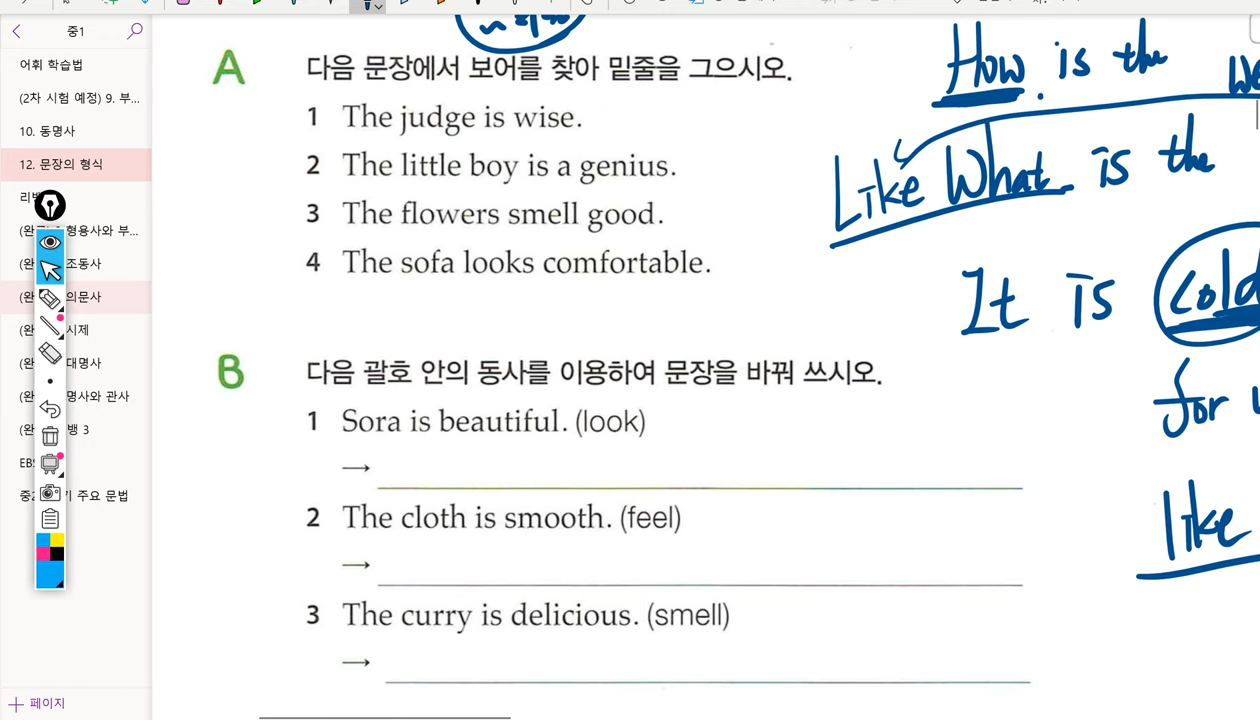 중1
어휘 학습법
(2차 시험 예정) 9. 부...
10. 동명사
12. 문장의 형식
형용사와 부...
조동사
의문사
시제
대명사
명사와 관사
뱅 3
기 주요 문법
페이지
A 다음 문장에서 보어를 찾아 밑줄을 그으시오.
1 The judge is wise.
2 The little boy is a genius.
3 The flowers smell good.
4 The sofa looks comfortable.
B 다음 괄호 안의 동사를 이용하여 문장을 바꿔 쓰시오.
1 Sora is beautiful. (look)
→
2 The cloth is smooth. (feel)
→
3 The curry is delicious. (smell)
→
How is the
Like What is the
It is cold
for
like